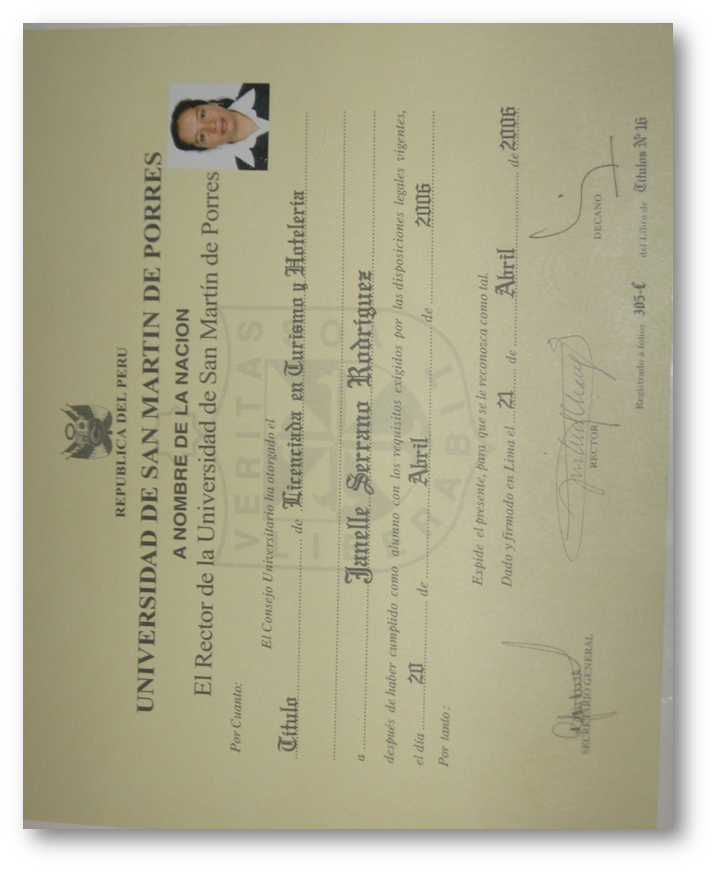 REPUBLICA DEL PERU
UNIVERSIDAD DE SAN MARTIN DE PORRES
A NOMBRE DE LA NACION
El Rector de la Universidad de San Martín de Porres
Por Cuanto:
El Consejo Universitario ha otorgado el
Título de Licenciada en Turismo y Hotelería
a Janelle Serrano Rodríguez
después de haber cumplido como alumno con los requisitos exigidos por las disposiciones legales vigentes,
el día 20 de Abril de 2006
Por tanto:
Expide el presente, para que se le reconozca como tal.
Dado y firmado en Lima el 21 de Abril de 2006
SECRETARIO GENERAL
RECTOR
DECANO
Registrado a folios 305-C del Libro de Títulos Nº 16
VERITAS
LIBERABIT
VOS